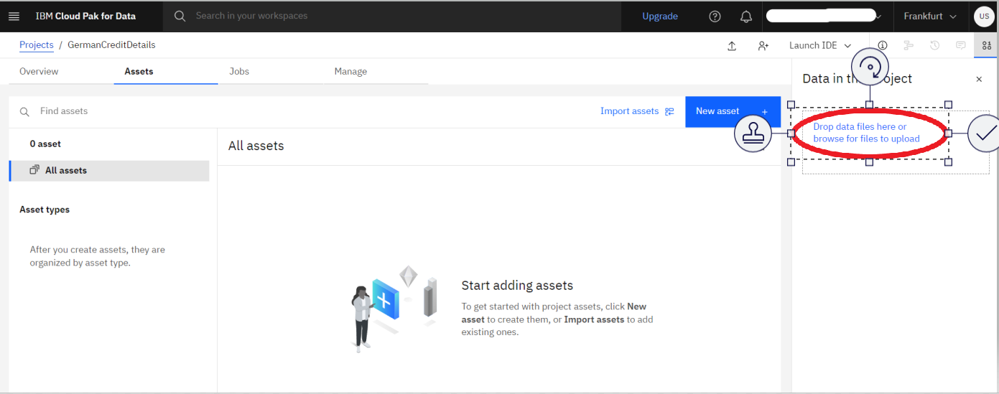 IBM Cloud Pak for Data
Search in your workspaces
Upgrade
Frankfurt
US
Projects / GermanCreditDetails
Launch IDE
Overview
Assets
Jobs
Manage
Data in th oject
Find assets
Import assets
New asset +
Drop data files here or
browse for files to upload
0 asset
All assets
All assets
Asset types
After you create assets, they are
organized by asset type.
Start adding assets
To get started with project assets, click New
asset to create them, or Import assets to add
existing ones.